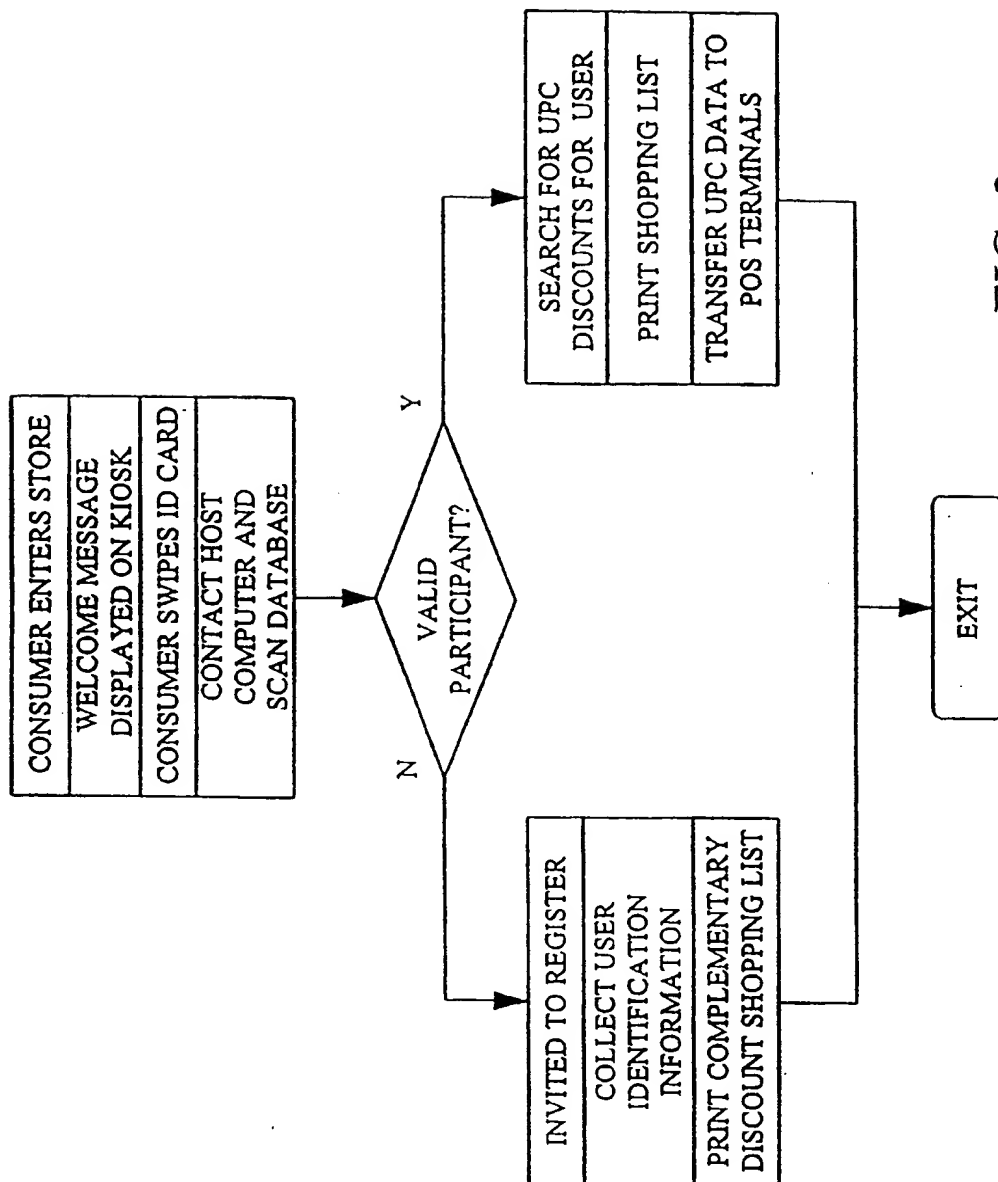 CONSUMER ENTERS STORE
WELCOME MESSAGE
DISPLAYED ON KIOSK
CONSUMER SWIPES ID CARD
CONTACT HOST
COMPUTER AND
SCAN DATABASE
VALID
PARTICIPANT?
N
Y
INVITED TO REGISTER
COLLECT USER
IDENTIFICATION
INFORMATION
PRINT COMPLEMENTARY
DISCOUNT SHOPPING LIST
SEARCH FOR UPC
DISCOUNTS FOR USER
PRINT SHOPPING LIST
TRANSFER UPC DATA TO
POS TERMINALS
EXIT